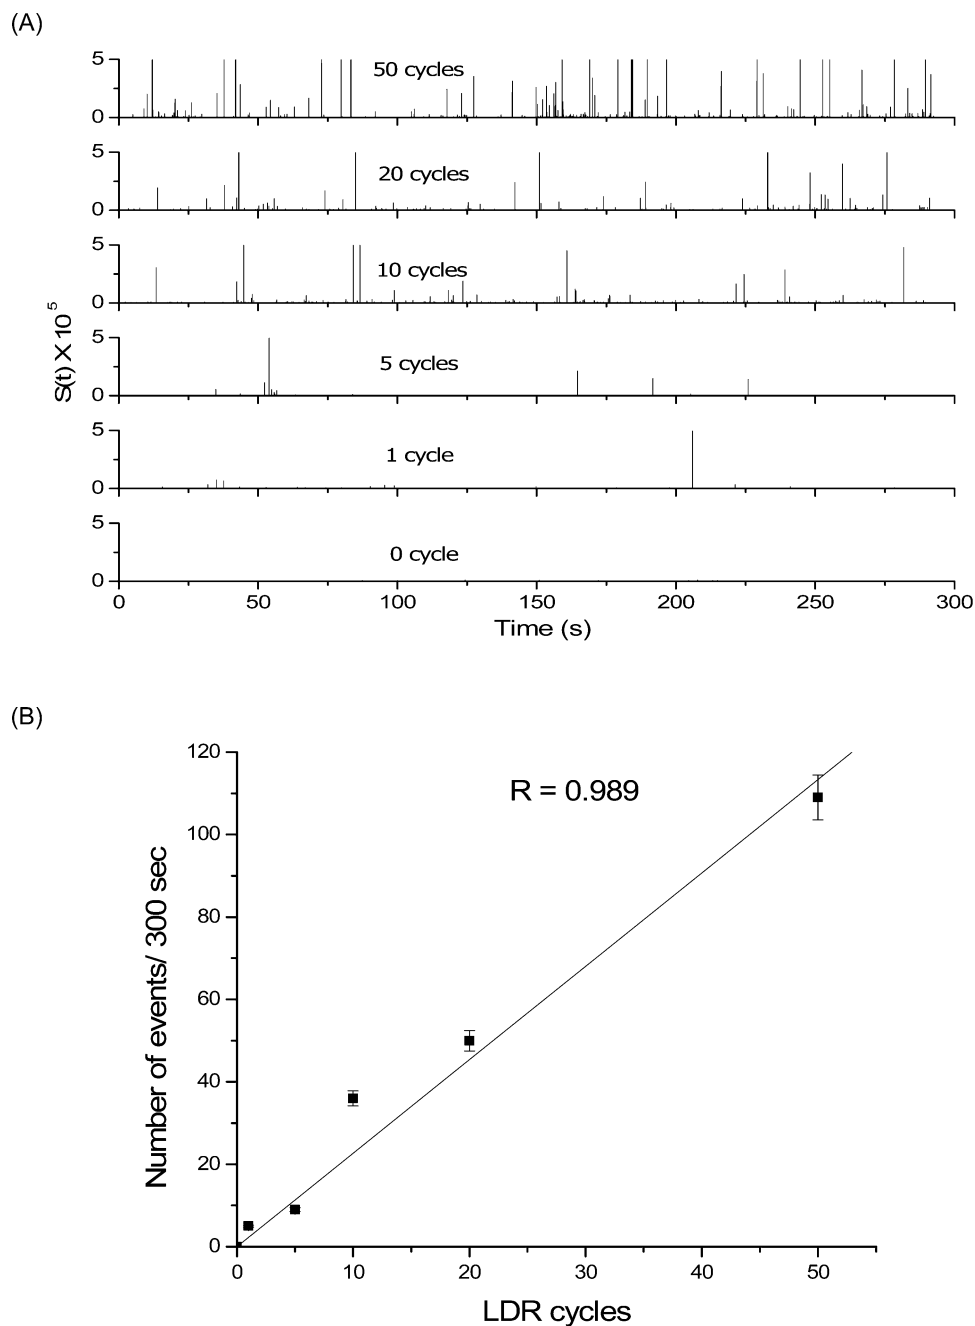 (A)
5
0
50 cycles
5
0
20 cycles
5
0
10 cycles
5
0
5 cycles
5
0
1 cycle
5
0
0 cycle
S(t) X 10⁵
0 50 100 150 200 250 300
Time (s)
(B)
120
100
80
60
40
20
0
R = 0.989
Number of events/ 300 sec
0 10 20 30 40 50
LDR cycles